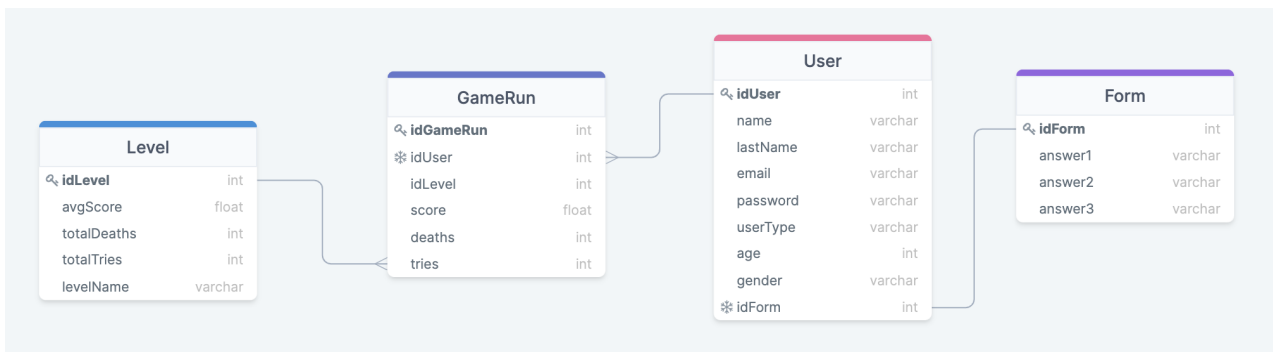 Level
idLevel int
avgScore float
totalDeaths int
totalTries int
levelName varchar
GameRun
idGameRun int
idUser int
idLevel int
score float
deaths int
tries int
User
idUser int
name varchar
lastName varchar
email varchar
password varchar
userType varchar
age int
gender varchar
idForm int
Form
idForm int
answer1 varchar
answer2 varchar
answer3 varchar